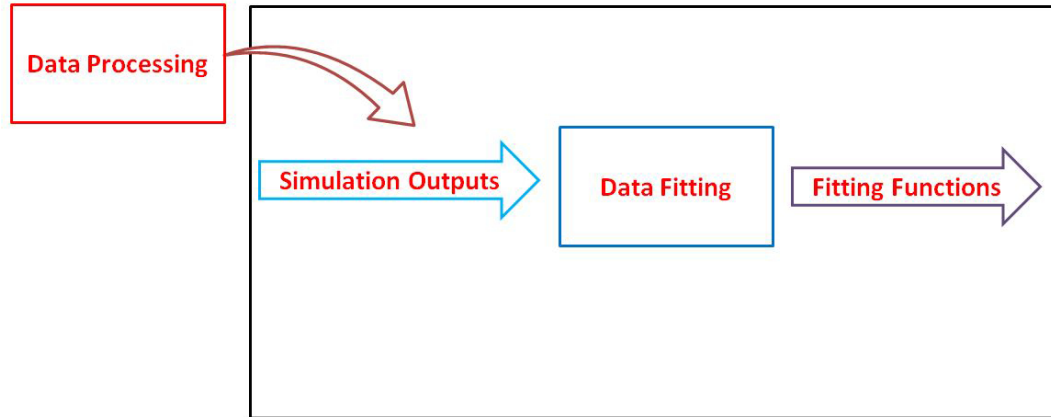 Data Processing
Simulation Outputs
Data Fitting
Fitting Functions